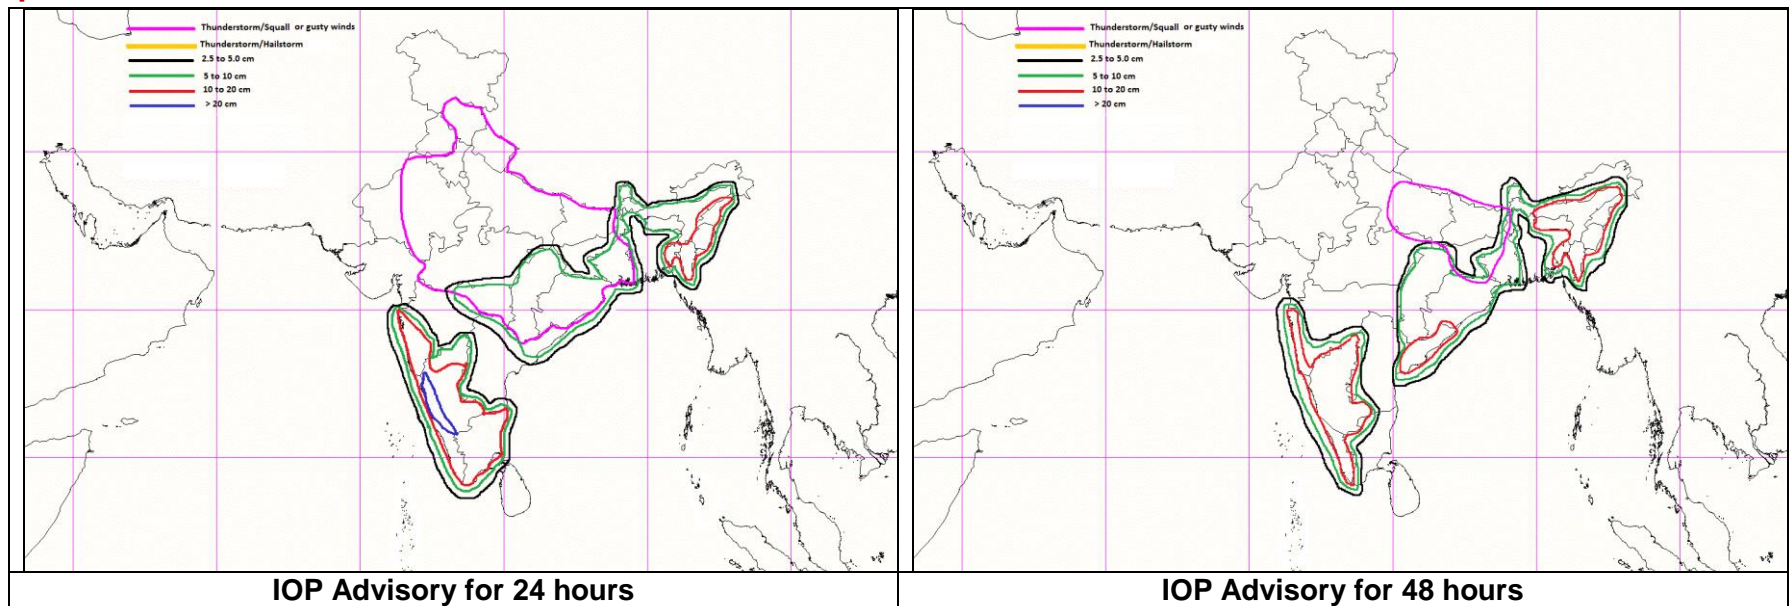 Thunderstorm/Squall or gusty winds
Thunderstorm/Hailstorm
2.5 to 5.0 cm
5 to 10 cm
10 to 20 cm
> 20 cm
IOP Advisory for 24 hours
Thunderstorm/Squall or gusty winds
Thunderstorm/Hailstorm
2.5 to 5.0 cm
5 to 10 cm
10 to 20 cm
> 20 cm
IOP Advisory for 48 hours